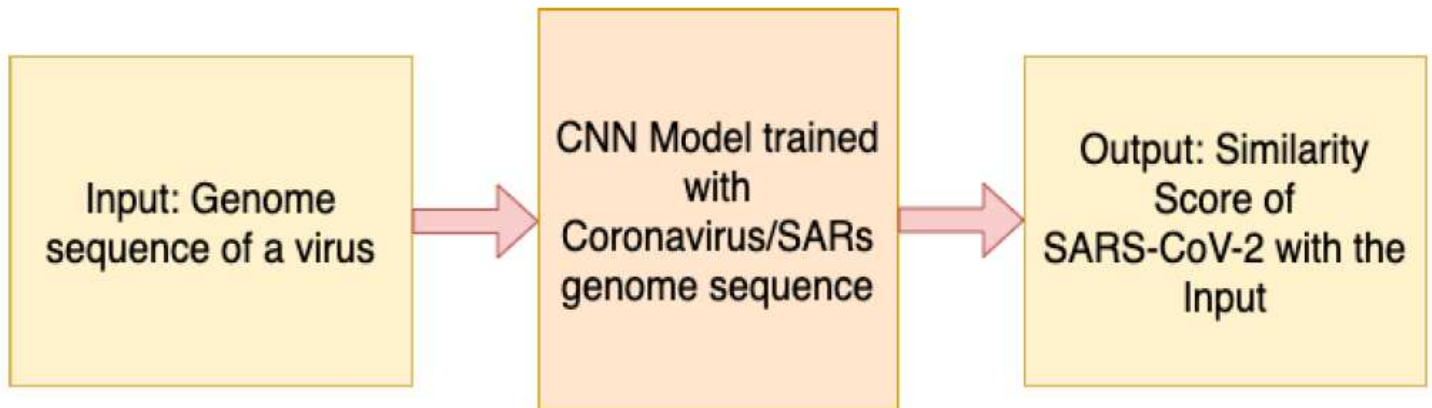 Input: Genome
sequence of a virus
CNN Model trained
with
Coronavirus/SARs
genome sequence
Output: Similarity
Score of
SARS-CoV-2 with the
Input